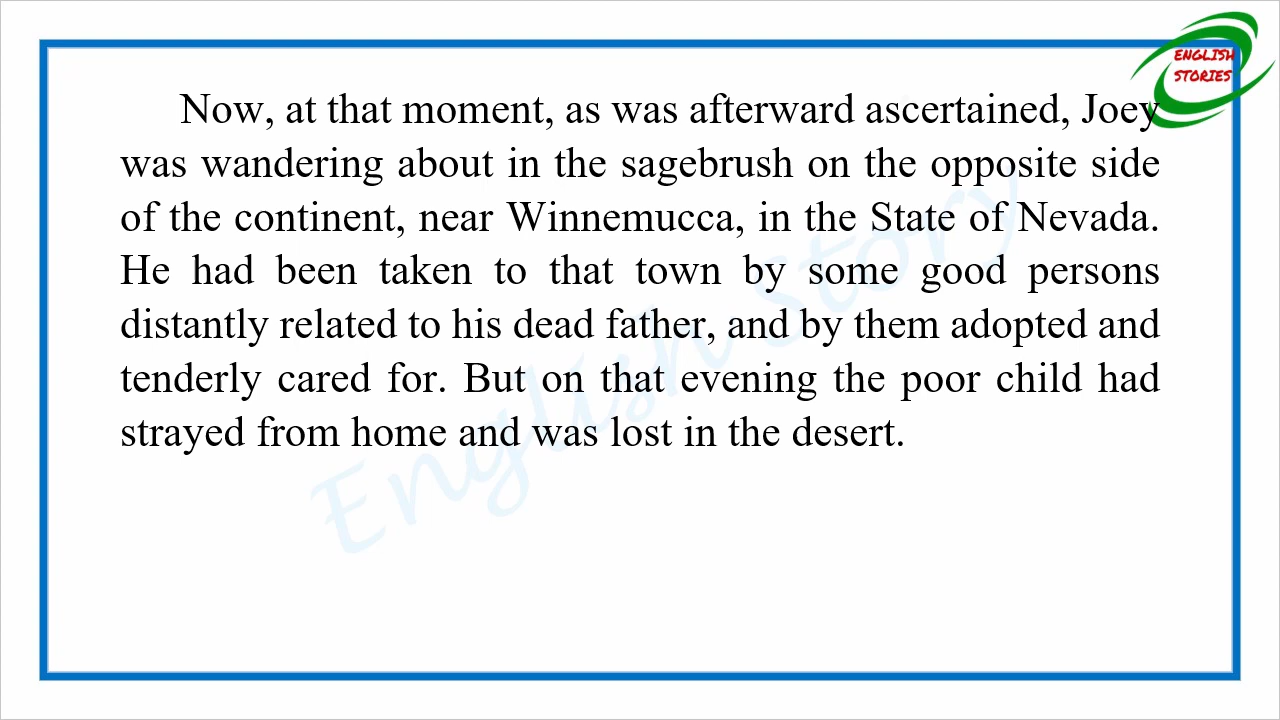 ENGLISH
STORIES
Now, at that moment, as was afterward ascertained, Joey
was wandering about in the sagebrush on the opposite side
of the continent, near Winnemucca, in the State of Nevada.
He had been taken to that town by some good persons
distantly related to his dead father, and by them adopted and
tenderly cared for. But on that evening the poor child had
strayed from home and was lost in the desert.
English Story